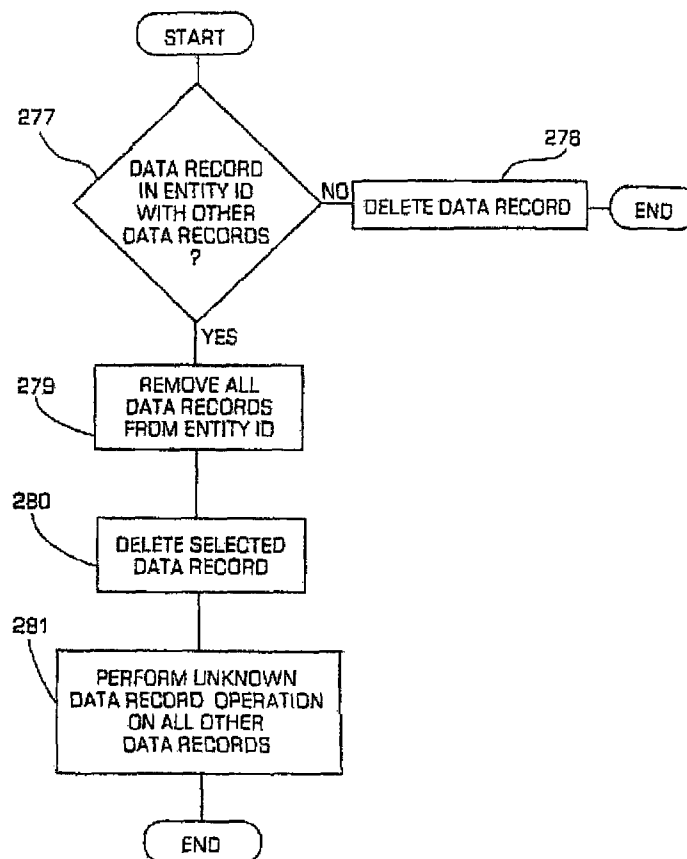 START
277
DATA RECORD
IN ENTITY ID
WITH OTHER
DATA RECORDS
?
NO
278
DELETE DATA RECORD
END
YES
279
REMOVE ALL
DATA RECORDS
FROM ENTITY ID
280
DELETE SELECTED
DATA RECORD
281
PERFORM UNKNOWN
DATA RECORD OPERATION
ON ALL OTHER
DATA RECORDS
END